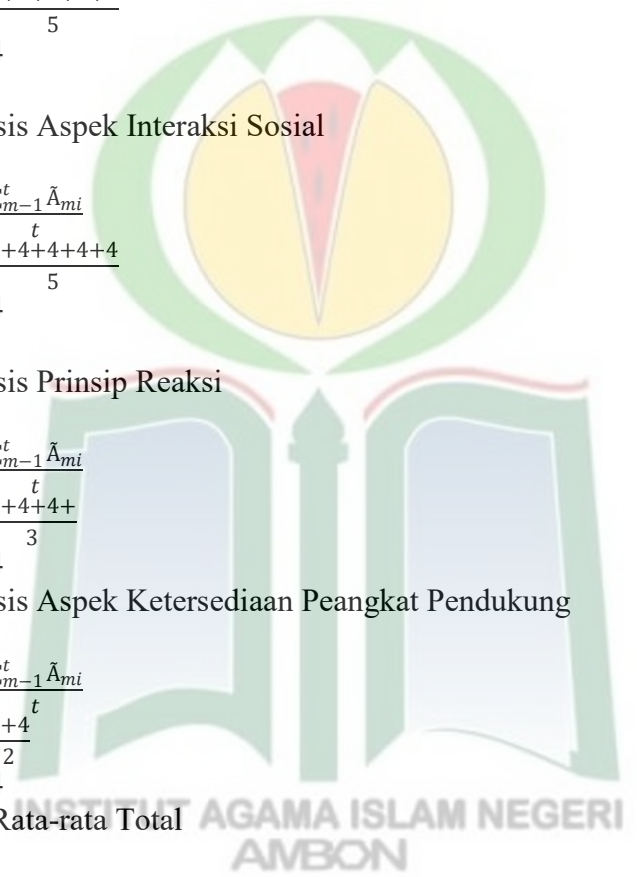 5
sis Aspek Interaksi Sosial
t
m−1 Ã mi
t
+4+4+4+4
5
sis Prinsip Reaksi
t
m−1 Ã mi
t
+4+4+
3
sis Aspek Ketersediaan Peangkat Pendukung
t
m−1 Ã mi
t
+4
2
Rata-rata Total
INSTITUT AGAMA ISLAM NEGERI
AMBON